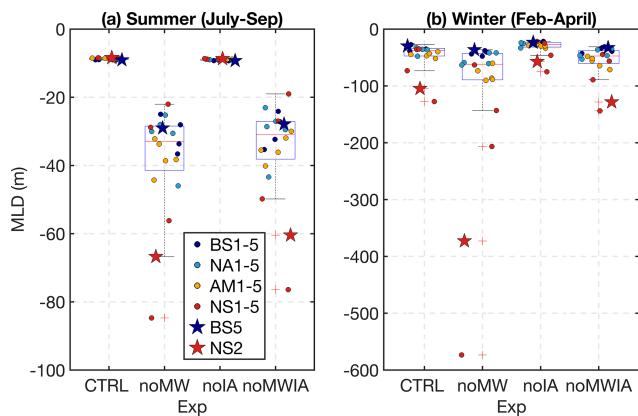 (a) Summer (July-Sep)
0
-20
-40
-60
-80
-100
MLD (m)
CTRL noMW noIA noMWIA
Exp
BS1-5
NA1-5
AM1-5
NS1-5
BS5
NS2
(b) Winter (Feb-April)
0
-100
-200
-300
-400
-500
-600
CTRL noMW noIA noMWIA
Exp